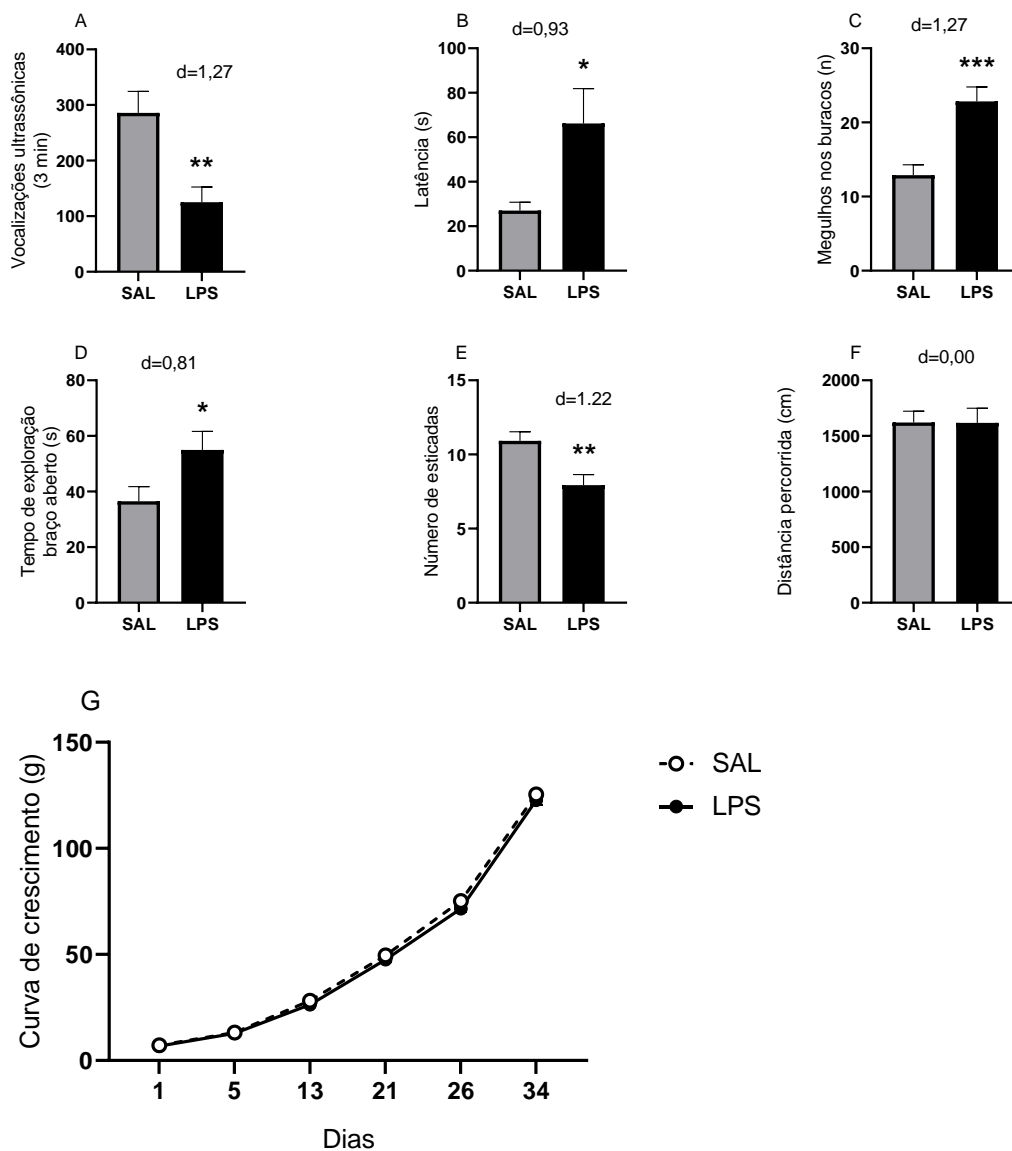 A
d=1,27
Vocalizações ultrassônicas
(3 min)
400
300
200
100
0
**
SAL LPS
B
d=0,93
Latência (s)
100
80
60
40
20
0
*
SAL LPS
C
d=1,27
Megulhos nos buracos (n)
30
20
10
0
***
SAL LPS
D
d=0,81
Tempo de exploração
braço aberto (s)
80
60
40
20
0
*
SAL LPS
E
d=1.22
Número de esticadas
15
10
5
0
**
SAL LPS
F
d=0,00
Distância percorrida (cm)
2000
1500
1000
500
0
SAL LPS
G
Curva de crescimento (g)
150
100
50
0
1 5 13 21 26 34
Dias
SAL
LPS